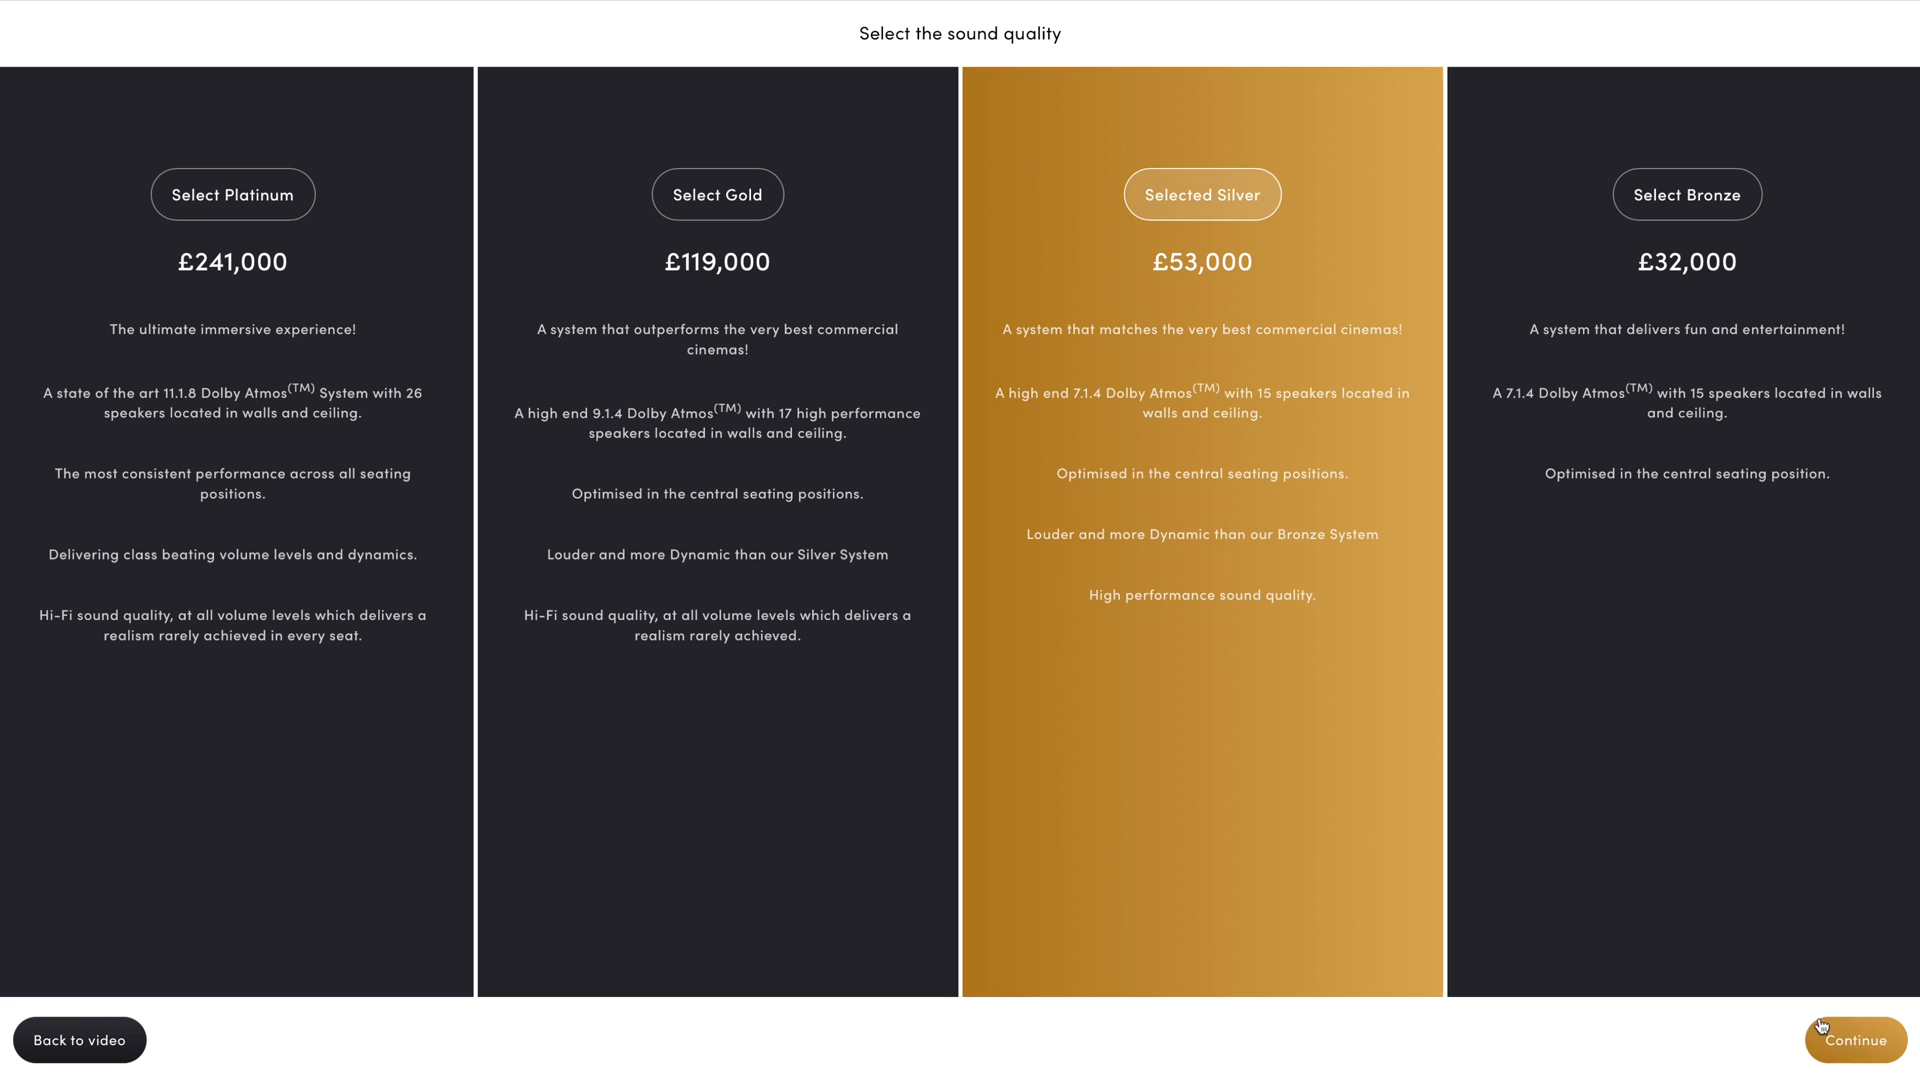 Select the sound quality
Select Platinum
£241,000
The ultimate immersive experience!
A state of the art 11.1.8 Dolby Atmos(TM) System with 26
speakers located in walls and ceiling.
The most consistent performance across all seating
positions.
Delivering class beating volume levels and dynamics.
Hi-Fi sound quality, at all volume levels which delivers a
realism rarely achieved in every seat.
Select Gold
£119,000
A system that outperforms the very best commercial
cinemas!
A high end 9.1.4 Dolby Atmos(TM) with 17 high performance
speakers located in walls and ceiling.
Optimised in the central seating positions.
Louder and more Dynamic than our Silver System
Hi-Fi sound quality, at all volume levels which delivers a
realism rarely achieved.
Selected Silver
£53,000
A system that matches the very best commercial cinemas!
A high end 7.1.4 Dolby Atmos(TM) with 15 speakers located in
walls and ceiling.
Optimised in the central seating positions.
Louder and more Dynamic than our Bronze System
High performance sound quality.
Select Bronze
£32,000
A system that delivers fun and entertainment!
A 7.1.4 Dolby Atmos(TM) with 15 speakers located in walls
and ceiling.
Optimised in the central seating position.
Back to video
Continue